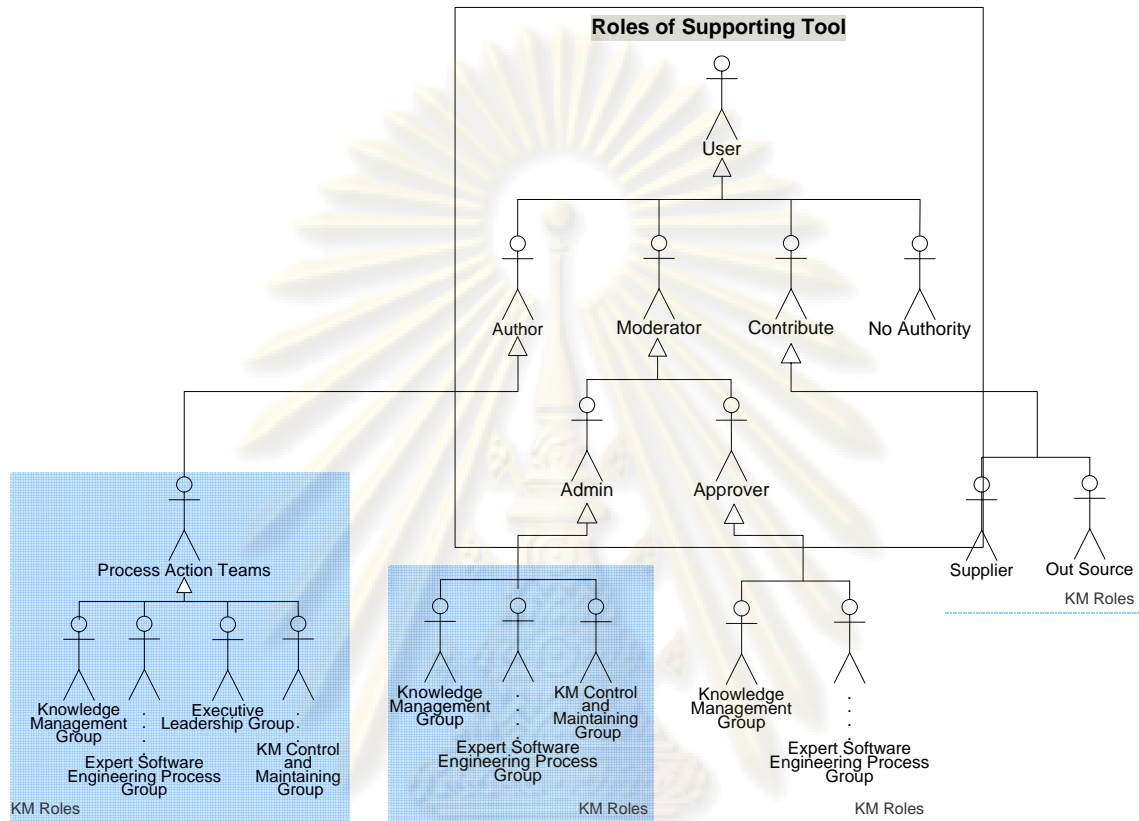 Roles of Supporting Tool
User
Author
Moderator
Contribute
No Authority
Admin
Approver
Process Action Teams
Supplier
Out Source
KM Roles
Knowledge
Management
Group
Expert Software
Engineering Process
Group
Executive
Leadership Group
KM Control
and
Maintaining
Group
KM Roles
Knowledge
Management
Group
Expert Software
Engineering Process
Group
KM Control
and
Maintaining
Group
KM Roles
Knowledge
Management
Group
Expert Software
Engineering Process
Group
KM Roles